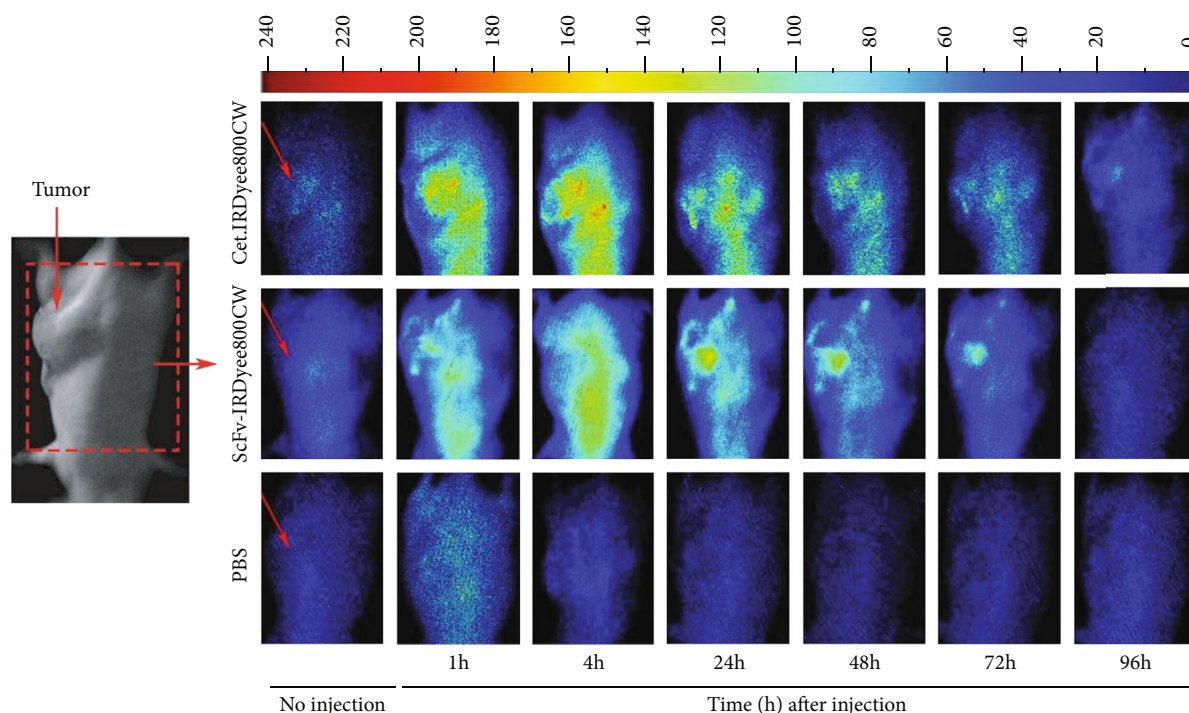 240 220 200 180 160 140 120 100 80 60 40 20 0
Tumor
Cet.IRDyee800CW
ScFv-IRDyee800CW
PBS
1h 4h 24h 48h 72h 96h
No injection Time (h) after injection